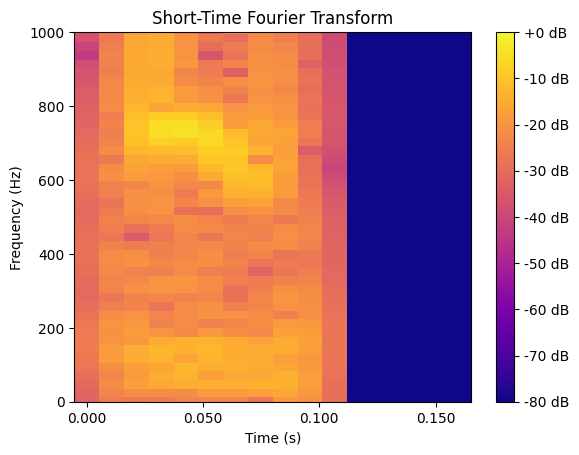 Short-Time Fourier Transform
1000
800
600
400
200
0
Frequency (Hz)
0.000
0.050
0.100
0.150
Time (s)
+0 dB
-10 dB
-20 dB
-30 dB
-40 dB
-50 dB
-60 dB
-70 dB
-80 dB